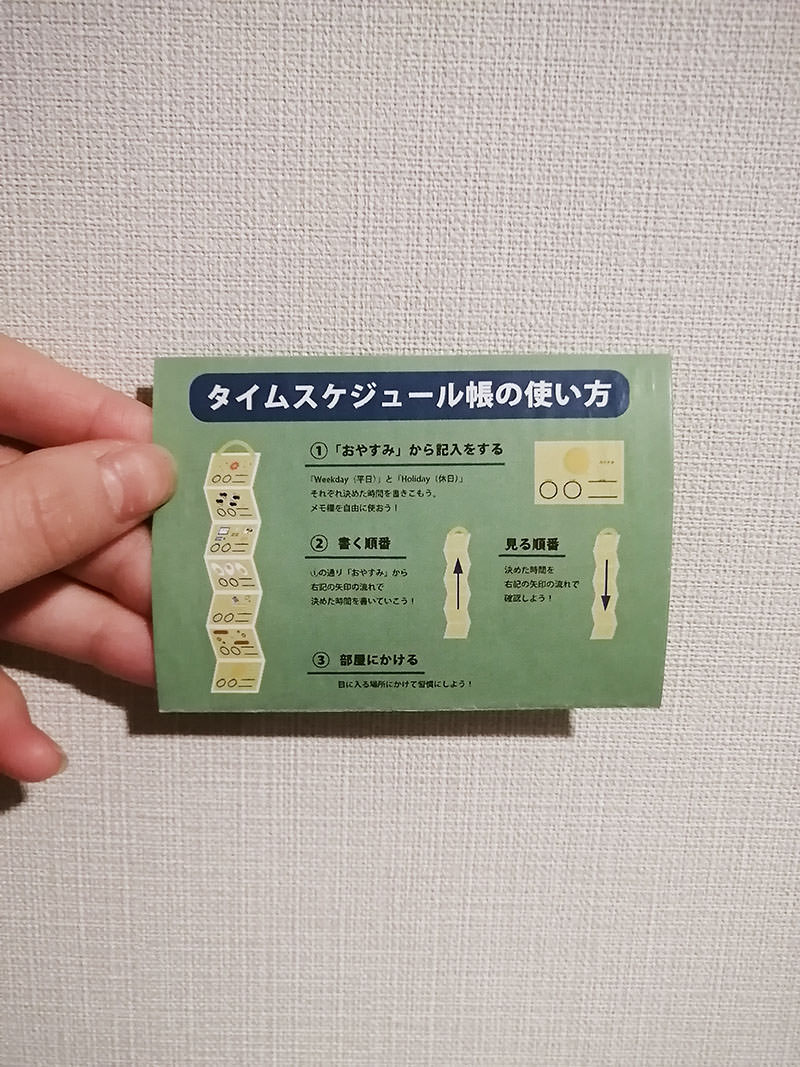 タイムスケジュール帳の使い方
①「おやすみ」から記入をする
「Weekday（平日）」と「Holiday（休日）」
それぞれ決めた時間を書きこもう。
メモ欄を自由に使おう！
② 書く順番
①の通り「おやすみ」から
右記の矢印の流れで
決めた時間を書いていこう！
見る順番
決めた時間を
右記の矢印の流れで
確認しよう！
③ 部屋にかける
目に入る場所にかけて習慣にしよう！